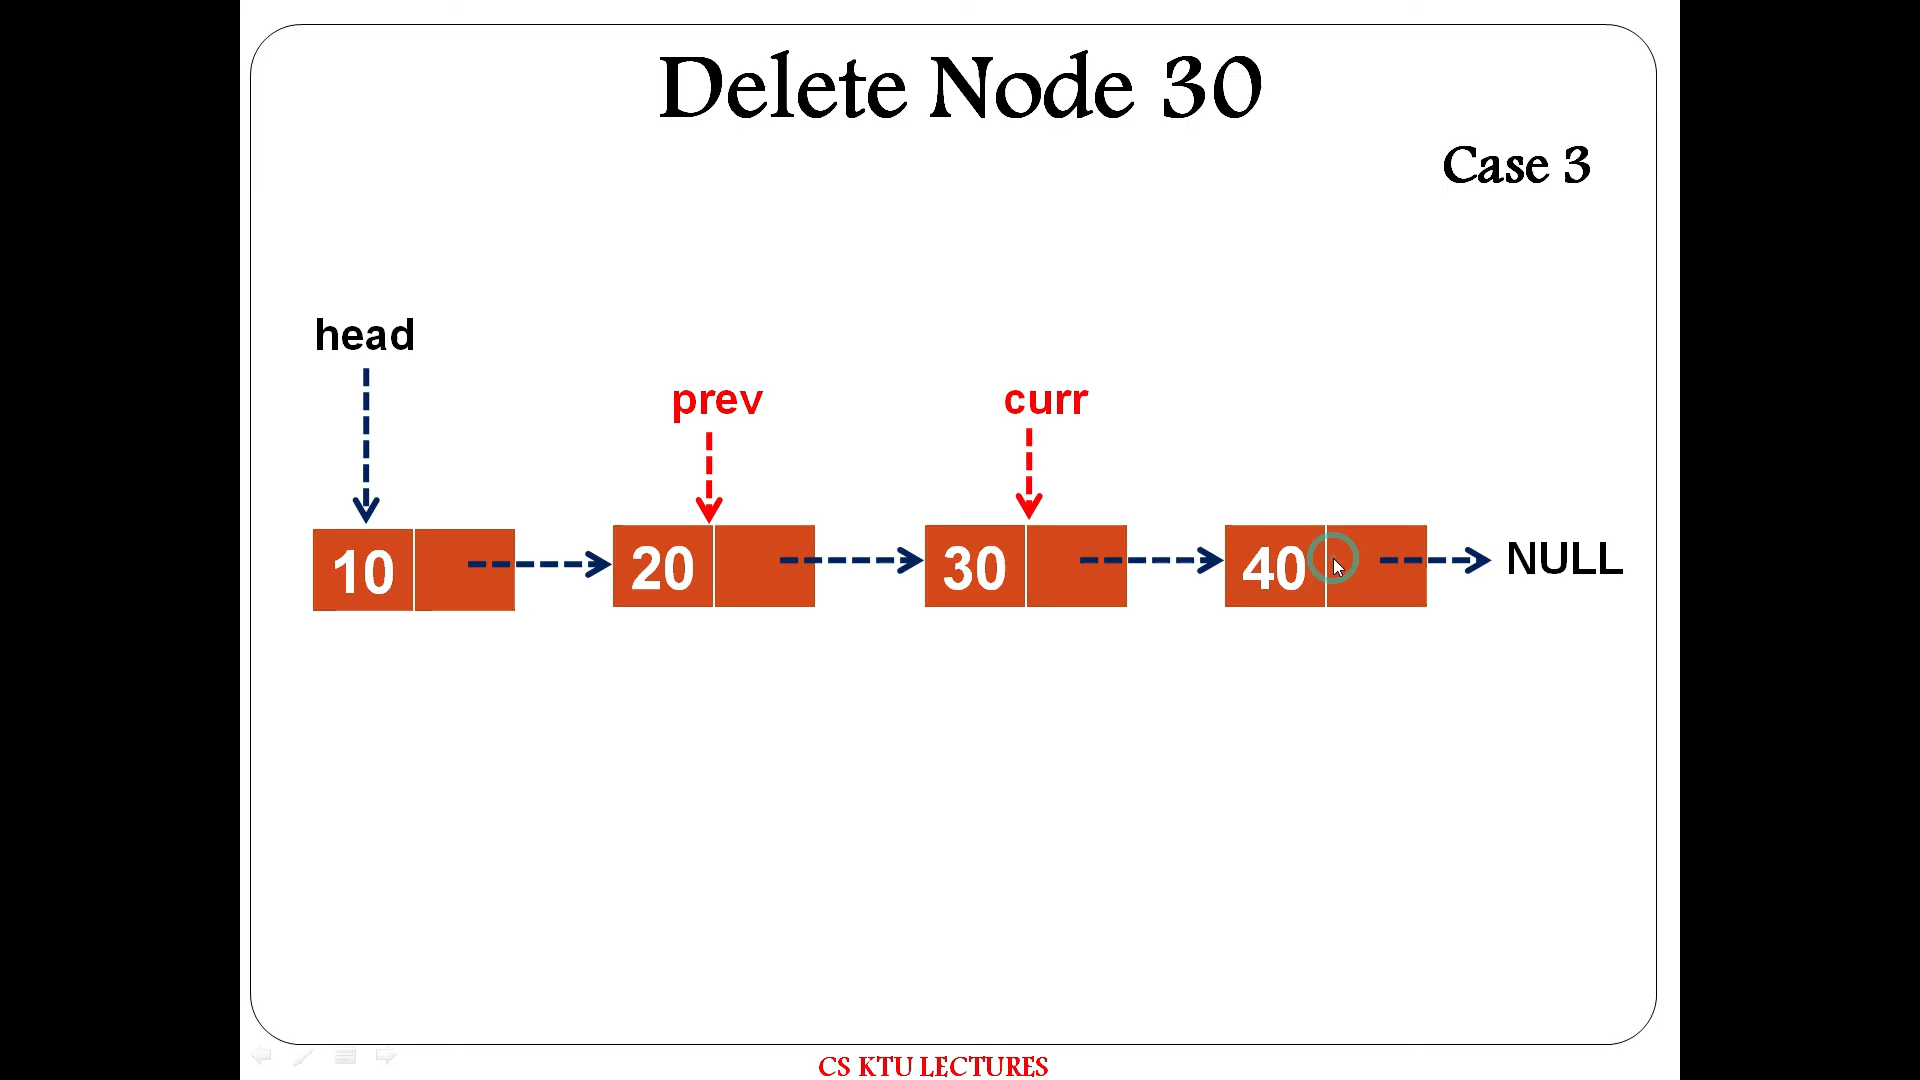 Delete Node 30
Case 3
head
prev
curr
10
20
30
40
NULL
CS KTU LECTURES